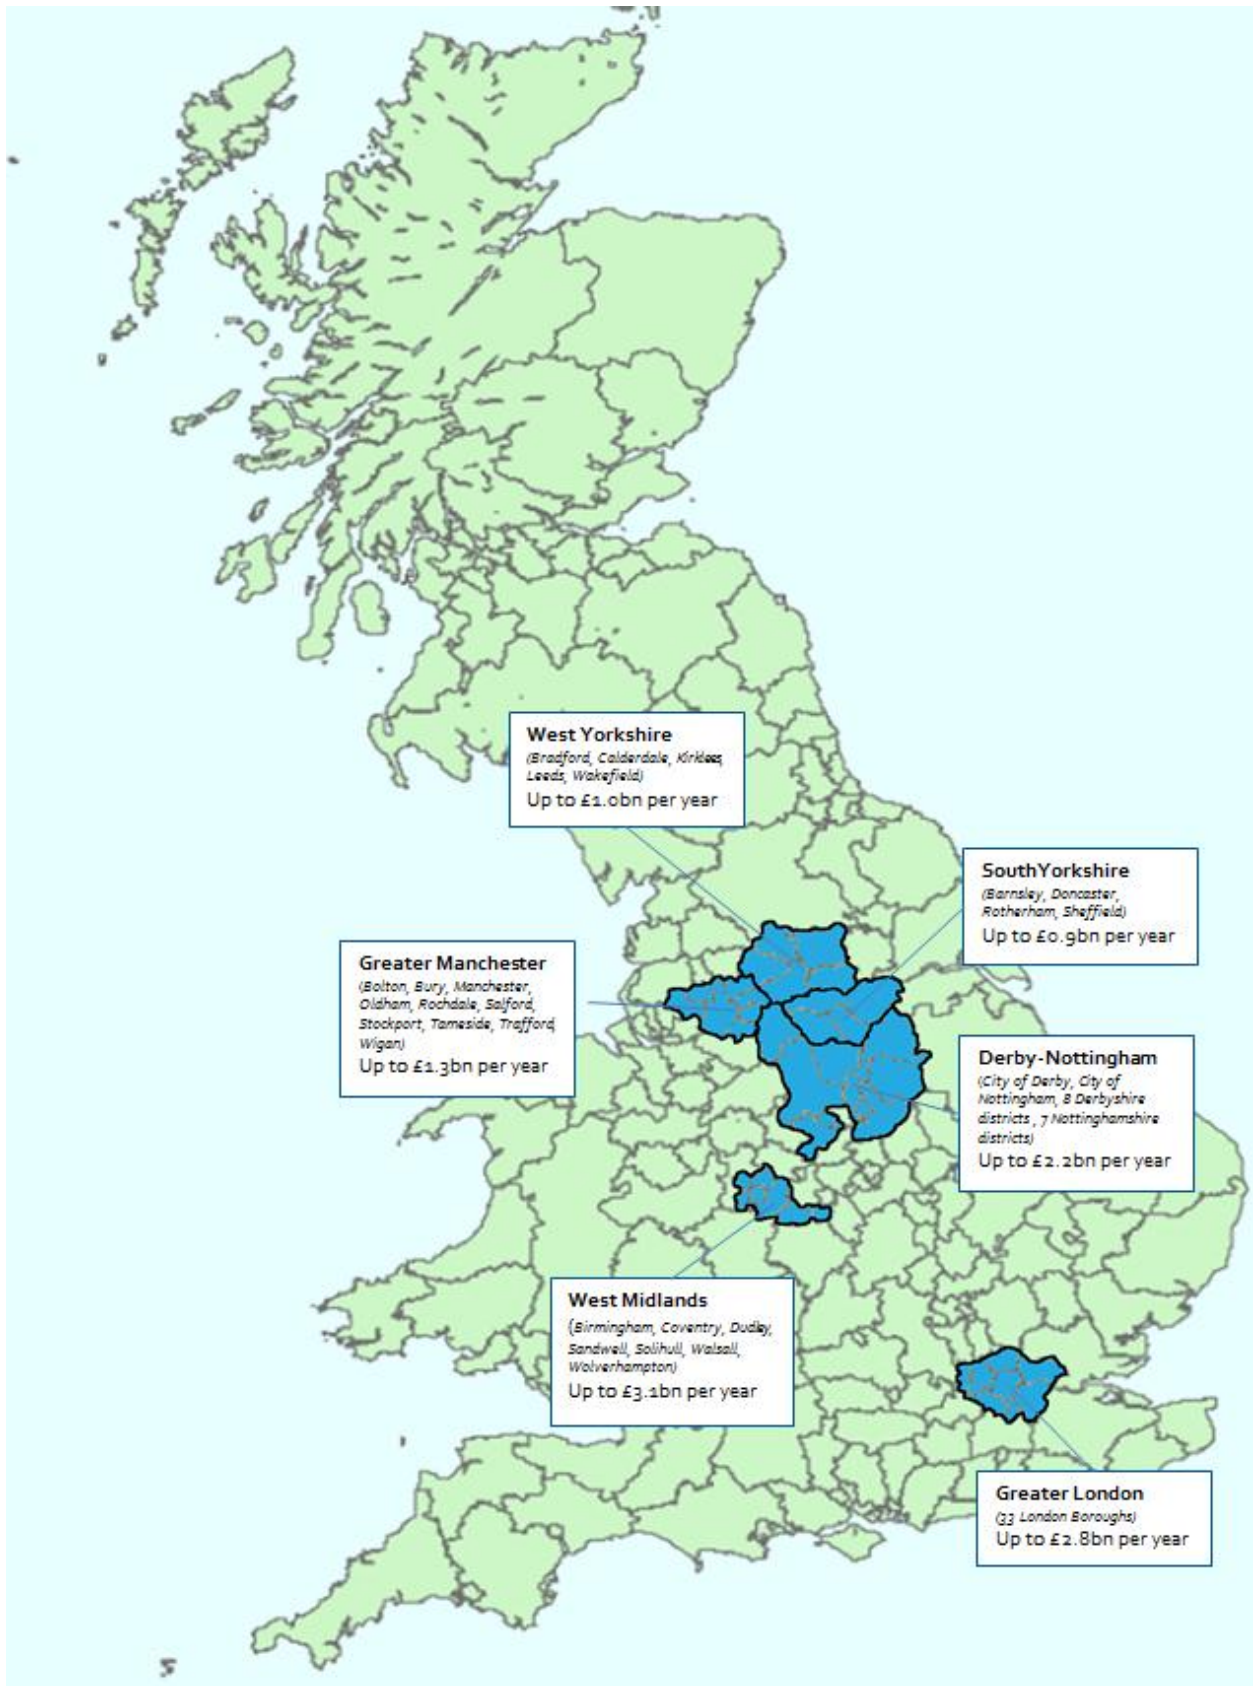 West Yorkshire
(Bradford, Calderdale, Kirklees,
Leeds, Wakefield)
Up to £1.0bn per year
SouthYorkshire
(Barnsley, Doncaster,
Rotherham, Sheffield)
Up to £0.9bn per year
Greater Manchester
(Bolton, Bury, Manchester,
Oldham, Rochdale, Salford,
Stockport, Tameside, Trafford,
Wigan)
Up to £1.3bn per year
Derby-Nottingham
(City of Derby, City of
Nottingham, 8 Derbyshire
districts , 7 Nottinghamshire
districts)
Up to £2.2bn per year
West Midlands
(Birmingham, Coventry, Dudley,
Sandwell, Solihull, Walsall,
Wolverhampton)
Up to £3.1bn per year
Greater London
(33 London Boroughs)
Up to £2.8bn per year